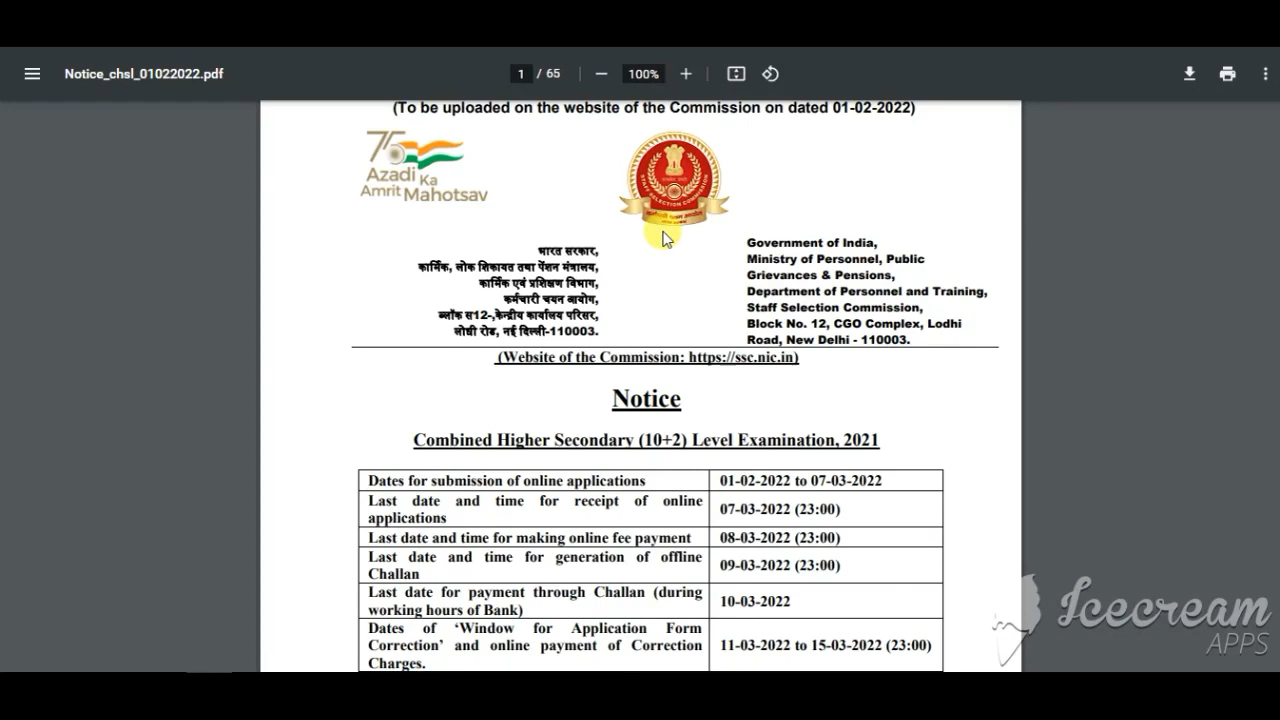 Notice_chsl_01022022.pdf
1 / 65
100%
(To be uploaded on the website of the Commission on dated 01-02-2022)
75
Azadi Ka
Amrit Mahotsav
STAFF SELECTION COMMISSION
भारत सरकार,
कार्मिक, लोक शिकायत तथा पेंशन मंत्रालय,
कार्मिक एवं प्रशिक्षण विभाग,
कर्मचारी चयन आयोग,
ब्लॉक स12-,केन्द्रीय कार्यालय परिसर,
लोधी रोड, नई दिल्ली-110003.
Government of India,
Ministry of Personnel, Public
Grievances & Pensions,
Department of Personnel and Training,
Staff Selection Commission,
Block No. 12, CGO Complex, Lodhi
Road, New Delhi - 110003.
(Website of the Commission: https://ssc.nic.in)
Notice
Combined Higher Secondary (10+2) Level Examination, 2021
Dates for submission of online applications 01-02-2022 to 07-03-2022
Last date and time for receipt of online
applications 07-03-2022 (23:00)
Last date and time for making online fee payment 08-03-2022 (23:00)
Last date and time for generation of offline
Challan 09-03-2022 (23:00)
Last date for payment through Challan (during
working hours of Bank) 10-03-2022
Dates of ‘Window for Application Form
Correction’ and online payment of Correction
Charges. 11-03-2022 to 15-03-2022 (23:00)
Icecream
APPS